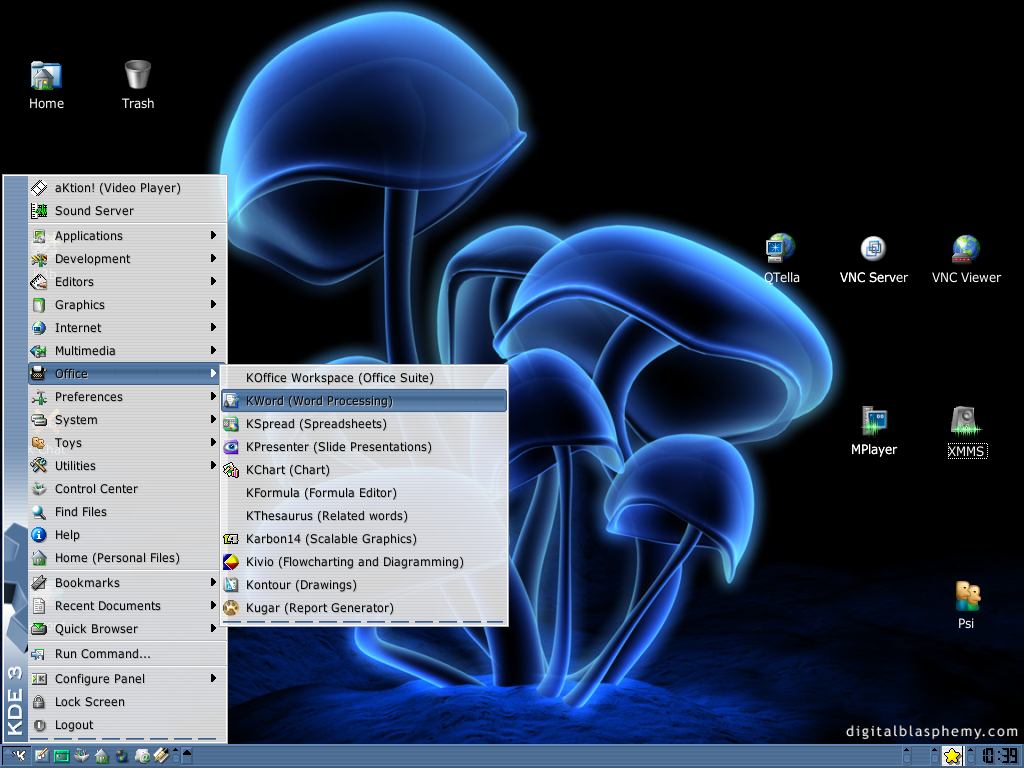 Home
Trash
aKtion! (Video Player)
Sound Server
Applications
Development
Editors
Graphics
Internet
Multimedia
Office
Preferences
System
Toys
Utilities
Control Center
Find Files
Help
Home (Personal Files)
Bookmarks
Recent Documents
Quick Browser
Run Command...
Configure Panel
Lock Screen
Logout
KDE 3
KOffice Workspace (Office Suite)
KWord (Word Processing)
KSpread (Spreadsheets)
KPresenter (Slide Presentations)
KChart (Chart)
KFormula (Formula Editor)
KThesaurus (Related words)
Karbon14 (Scalable Graphics)
Kivio (Flowcharting and Diagramming)
Kontour (Drawings)
Kugar (Report Generator)
QTella
VNC Server
VNC Viewer
MPlayer
XMMS
Psi
digitalblasphemy.com
10:39